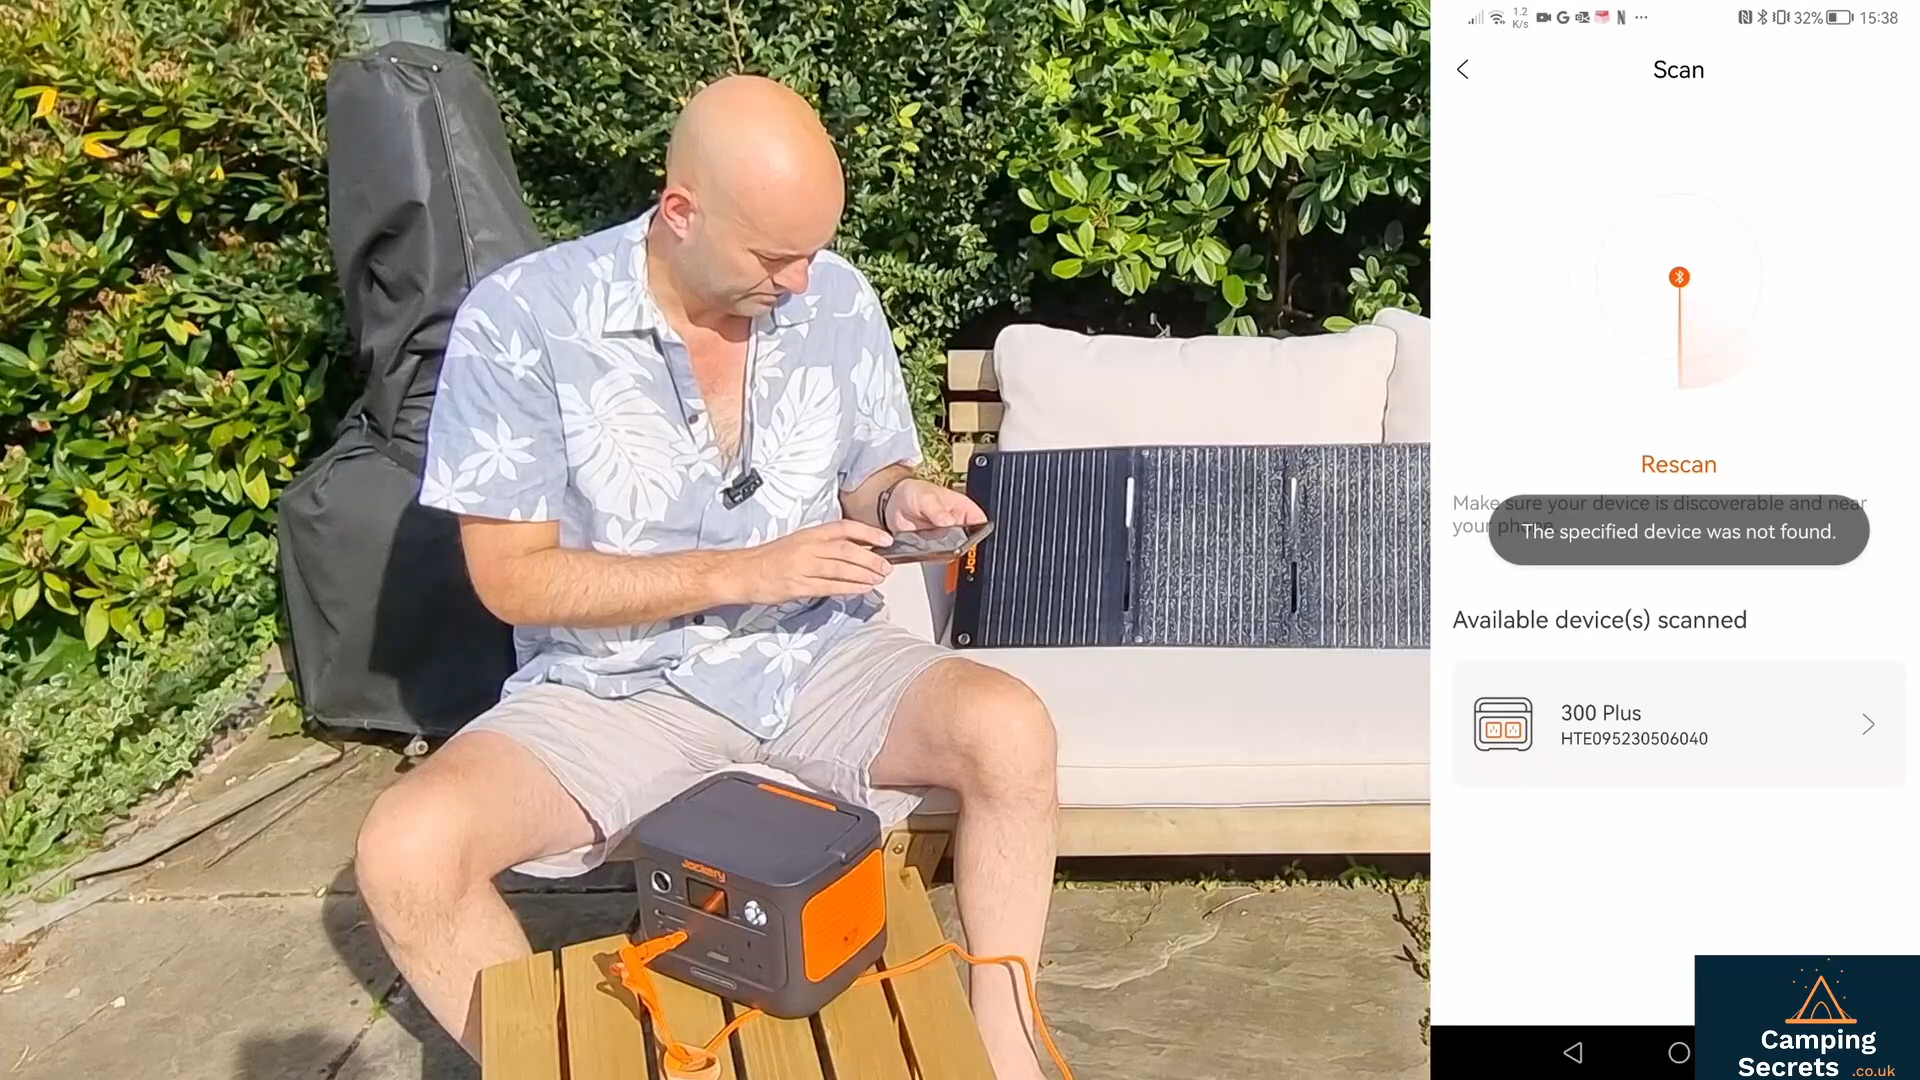 1.2
K/s
32%
15:38
Scan
Rescan
Make sure your device is discoverable and near
your phone.
The specified device was not found.
Available device(s) scanned
300 Plus
HTE095230506040
Jackery
Camping
Secrets
.co.uk